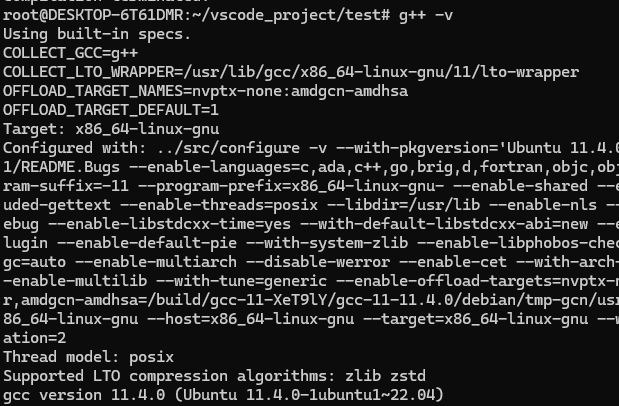 root@DESKTOP-6T61DMR:~/vscode_project/test# g++ -v
Using built-in specs.
COLLECT_GCC=g++
COLLECT_LTO_WRAPPER=/usr/lib/gcc/x86_64-linux-gnu/11/lto-wrapper
OFFLOAD_TARGET_NAMES=nvptx-none:amdgcn-amdhsa
OFFLOAD_TARGET_DEFAULT=1
Target: x86_64-linux-gnu
Configured with: ../src/configure -v --with-pkgversion='Ubuntu 11.4.0
1/README.Bugs --enable-languages=c,ada,c++,go,brig,d,fortran,objc,obj
ram-suffix=-11 --program-prefix=x86_64-linux-gnu- --enable-shared --e
uded-gettext --enable-threads=posix --libdir=/usr/lib --enable-nls --
ebug --enable-libstdcxx-time=yes --with-default-libstdcxx-abi=new --e
lugin --enable-default-pie --with-system-zlib --enable-libphobos-chec
gc=auto --enable-multiarch --disable-werror --enable-cet --with-arch-
-enable-multilib --with-tune=generic --enable-offload-targets=nvptx-n
r,amdgcn-amdhsa=/build/gcc-11-XeT9lY/gcc-11-11.4.0/debian/tmp-gcn/usr
86_64-linux-gnu --host=x86_64-linux-gnu --target=x86_64-linux-gnu --w
ation=2
Thread model: posix
Supported LTO compression algorithms: zlib zstd
gcc version 11.4.0 (Ubuntu 11.4.0-1ubuntu1~22.04)